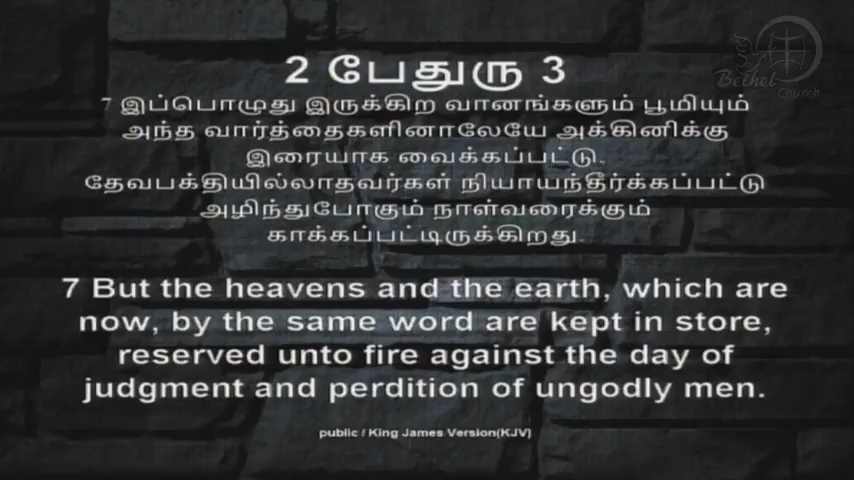 Bethel
Church
2 பேதுரு 3
7 இப்பொழுது இருக்கிற வானங்களும் பூமியும்
அந்த வார்த்தைகளினாலேயே அக்கினிக்கு
இரையாக வைக்கப்பட்டு,
தேவபக்தியில்லாதவர்கள் நியாயந்தீர்க்கப்பட்டு
அழிந்துபோகும் நாள்வரைக்கும்
காக்கப்பட்டிருக்கிறது.
7 But the heavens and the earth, which are
now, by the same word are kept in store,
reserved unto fire against the day of
judgment and perdition of ungodly men.
public / King James Version(KJV)